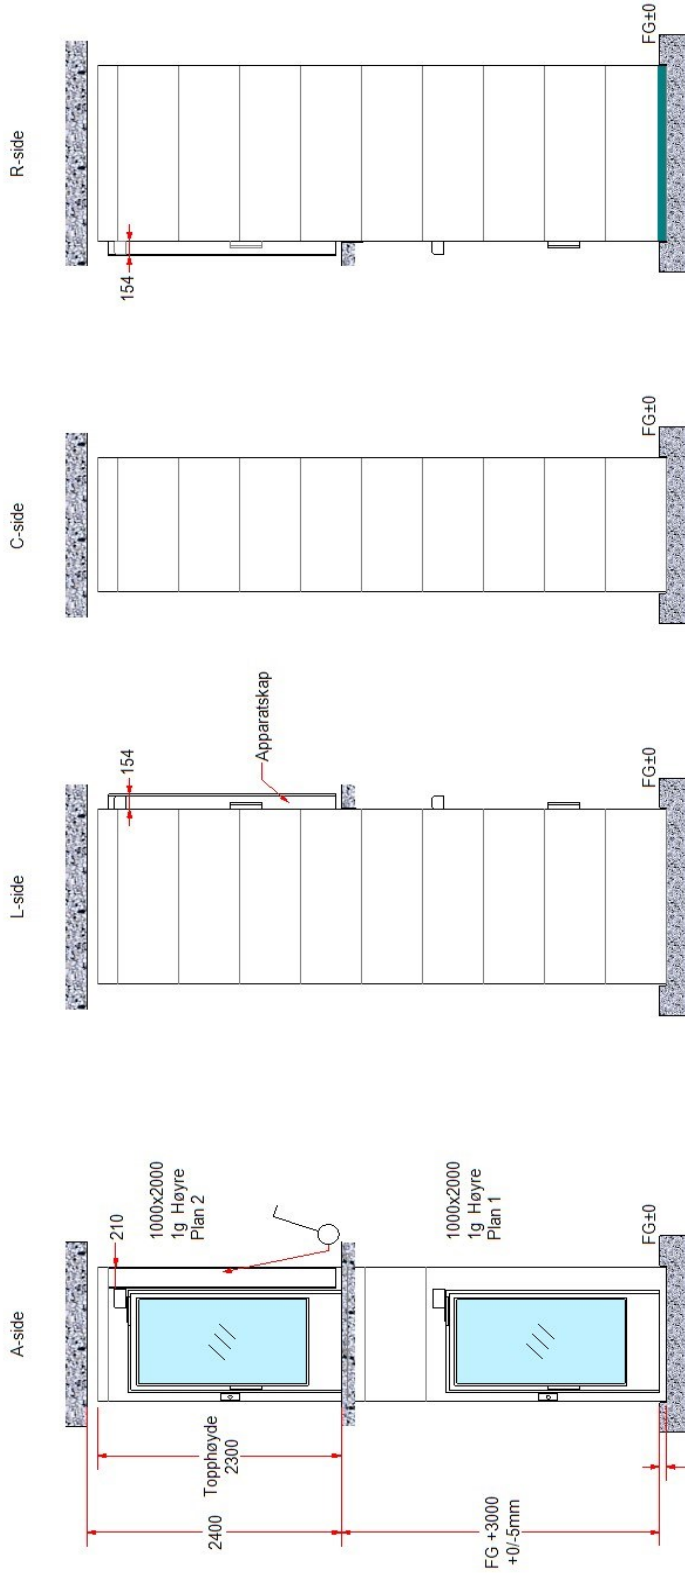 A-side
L-side
C-side
R-side
210
1000x2000
1g Høyre
Plan 2
Topphøyde
2300
2400
1000x2000
1g Høyre
Plan 1
FG +3000
+0/-5mm
FG±0
154
Apparatskap
FG±0
FG±0
154
FG±0